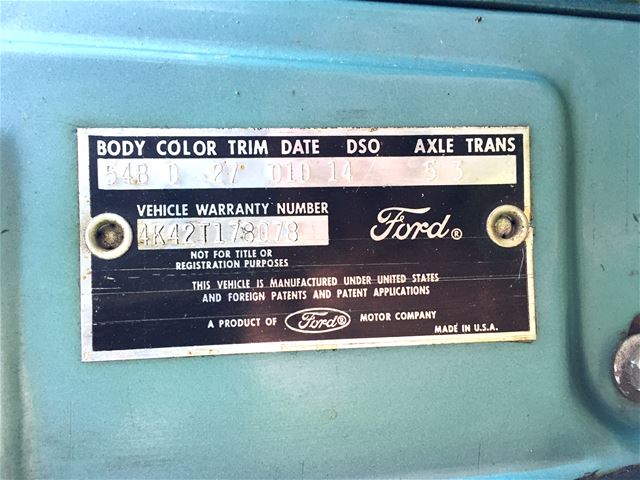 BODY COLOR TRIM DATE DSO AXLE TRANS
54B D 27 01D 14 5 3
VEHICLE WARRANTY NUMBER
4K42T178078
Ford®
NOT FOR TITLE OR
REGISTRATION PURPOSES
THIS VEHICLE IS MANUFACTURED UNDER UNITED STATES
AND FOREIGN PATENTS AND PATENT APPLICATIONS
A PRODUCT OF Ford® MOTOR COMPANY
MADE IN U.S.A.